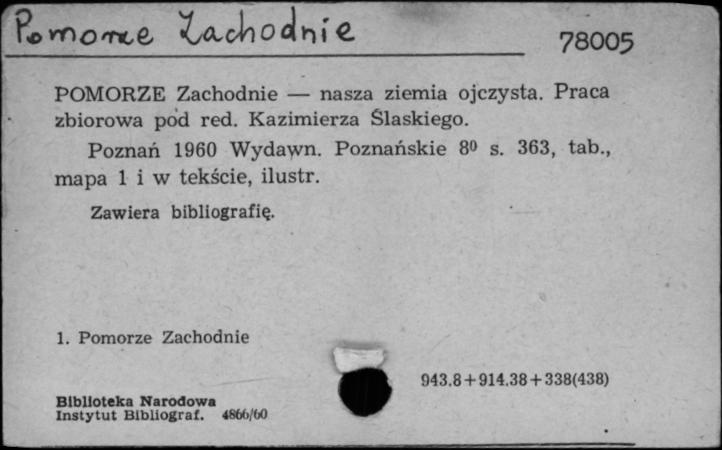 Pomorze Zachodnie
78005
POMORZE Zachodnie — nasza ziemia ojczysta. Praca
zbiorowa pod red. Kazimierza Ślaskiego.
Poznań 1960 Wydawn. Poznańskie 8⁰ s. 363, tab.,
mapa 1 i w tekście, ilustr.
Zawiera bibliografię.
1. Pomorze Zachodnie
943.8+914.38+338(438)
Biblioteka Narodowa
Instytut Bibliograf. 4866/60